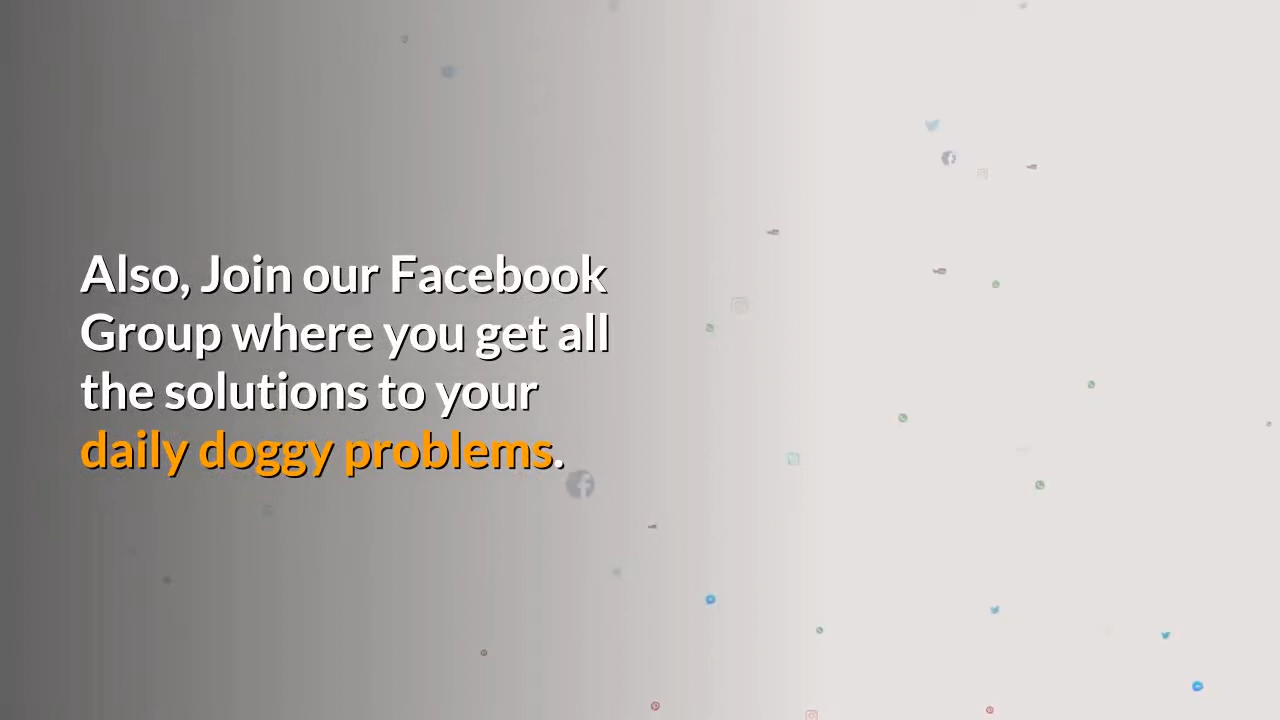 Also, Join our Facebook
Group where you get all
the solutions to your
daily doggy problems.